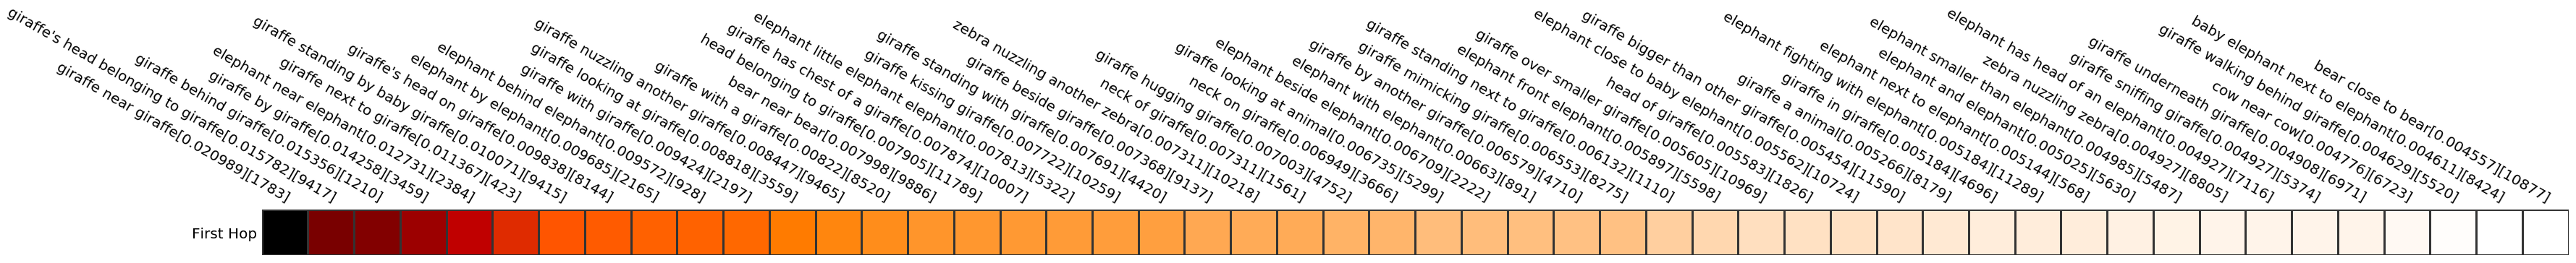 giraffe near giraffe[0.020989][1783]
giraffe's head belonging to giraffe[0.015782][9417]
giraffe behind giraffe[0.015356][1210]
giraffe by giraffe[0.014258][3459]
elephant near elephant[0.012731][2384]
giraffe next to giraffe[0.011367][423]
giraffe standing by baby giraffe[0.010071][9415]
giraffe's head on giraffe[0.009838][8144]
elephant by elephant[0.009685][2165]
elephant behind elephant[0.009572][928]
giraffe with giraffe[0.009424][2197]
giraffe looking at giraffe[0.008818][3559]
giraffe nuzzling another giraffe[0.008447][9465]
giraffe with a giraffe[0.00822][8520]
bear near bear[0.007998][9886]
head belonging to giraffe[0.007905][11789]
giraffe has chest of a giraffe[0.007874][10007]
elephant little elephant elephant[0.007813][5322]
giraffe kissing giraffe[0.007722][10259]
giraffe standing with giraffe[0.007691][4420]
giraffe beside giraffe[0.007368][9137]
zebra nuzzling another zebra[0.007311][10218]
neck of giraffe[0.007311][1561]
giraffe hugging giraffe[0.007003][4752]
neck on giraffe[0.006949][3666]
giraffe looking at animal[0.006735][5299]
elephant beside elephant[0.006709][2222]
elephant with elephant[0.00663][891]
giraffe by another giraffe[0.006579][4710]
giraffe mimicking giraffe[0.006553][8275]
giraffe standing next to giraffe[0.006132][1110]
elephant front elephant[0.005897][5598]
giraffe over smaller giraffe[0.005605][10969]
head of giraffe[0.005583][1826]
elephant close to baby elephant[0.005562][10724]
giraffe bigger than other giraffe[0.005454][11590]
giraffe a animal[0.005266][8179]
giraffe in giraffe[0.005184][4696]
elephant fighting with elephant[0.005184][11289]
elephant next to elephant[0.005144][568]
elephant and elephant[0.005025][5630]
elephant smaller than elephant[0.004985][5487]
zebra nuzzling zebra[0.004927][8805]
elephant has head of an elephant[0.004927][7116]
giraffe sniffing giraffe[0.004927][5374]
giraffe underneath giraffe[0.004908][6971]
cow near cow[0.004776][6723]
giraffe walking behind giraffe[0.004629][5520]
baby elephant next to elephant[0.004611][8424]
bear close to bear[0.004557][10877]
First Hop